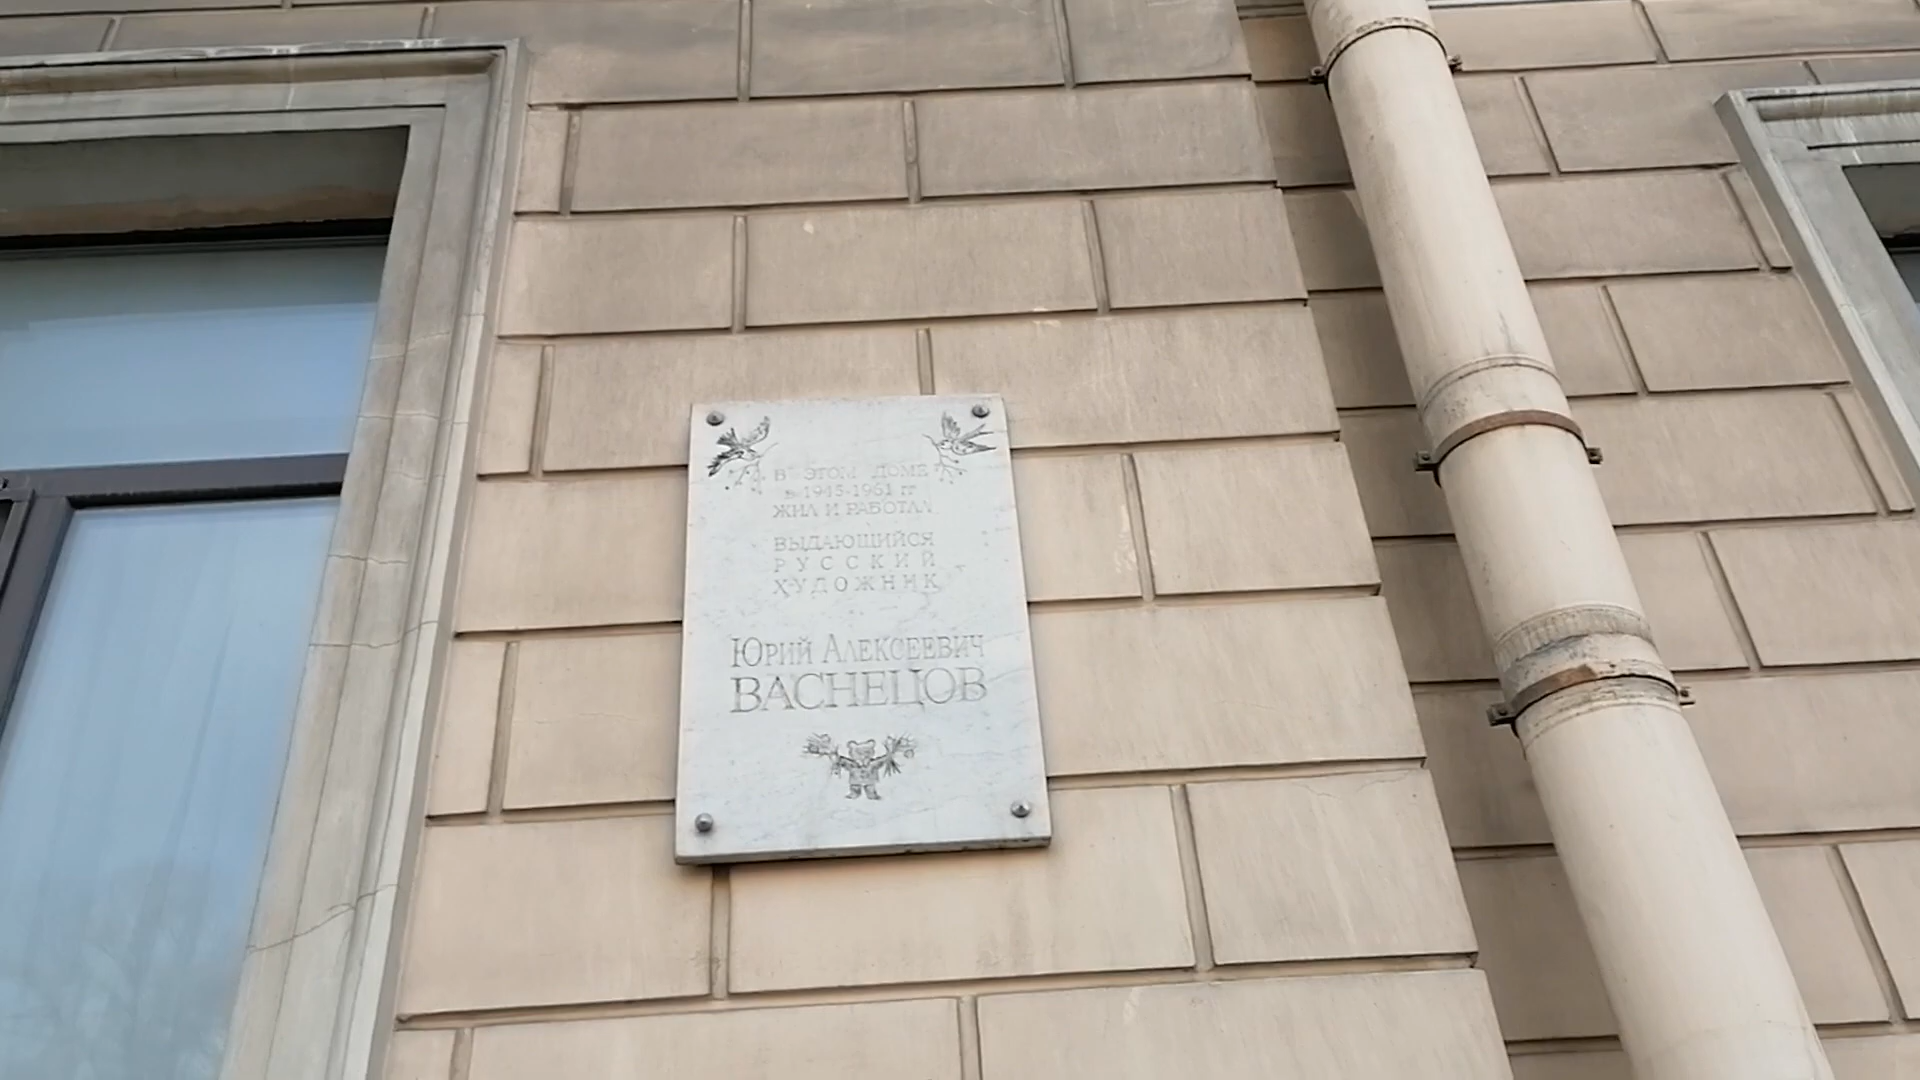 В ЭТОМ ДОМЕ
в 1945-1961 гг
ЖИЛ И РАБОТАЛ
ВЫДАЮЩИЙСЯ
РУССКИЙ
ХУДОЖНИК
ЮРИЙ АЛЕКСЕЕВИЧ
ВАСНЕЦОВ